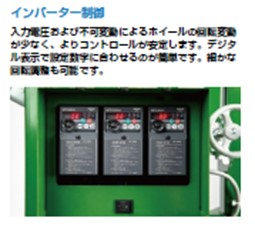 インバーター制御
入力電圧および不可変動によるホイールの回転変動
が少なく、よりコントロールが安定します。デジタ
ル表示で設定数字に合わせるのが簡単です。細かな
回転調整も可能です。